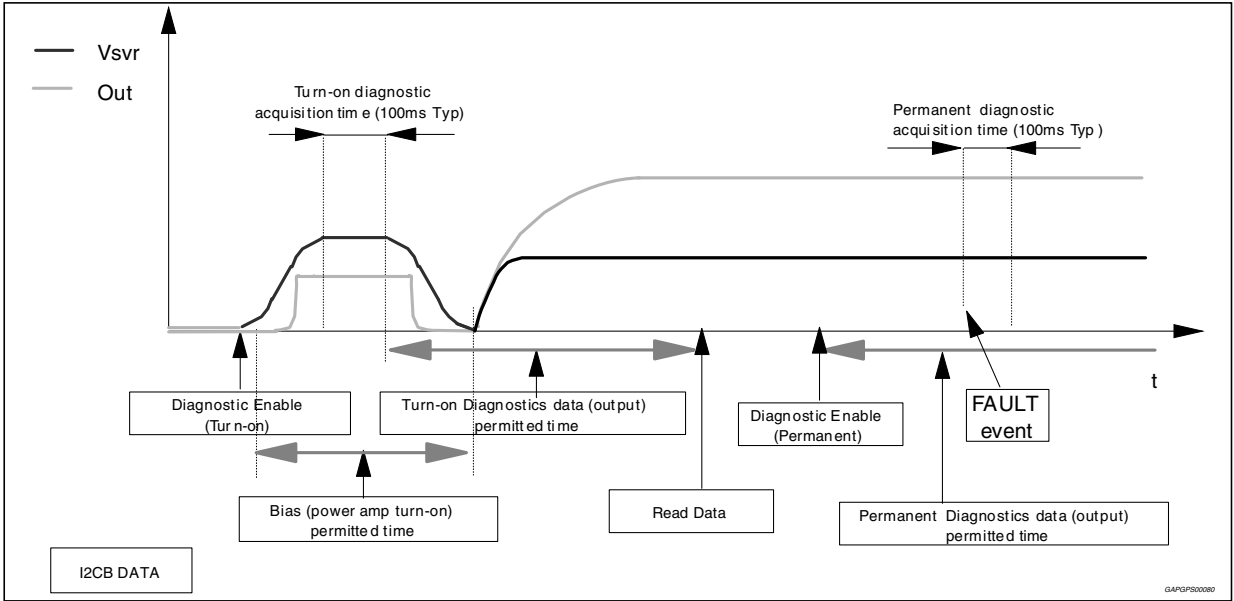 Vsvr
Out
Turn-on diagnostic
acquisition time (100ms Typ)
Permanent diagnostic
acquisition time (100ms Typ)
t
Diagnostic Enable
(Turn-on)
Turn-on Diagnostics data (output)
permitted time
Diagnostic Enable
(Permanent)
FAULT
event
Bias (power amp turn-on)
permitted time
Read Data
Permanent Diagnostics data (output)
permitted time
I2CB DATA
GAPGPS00080